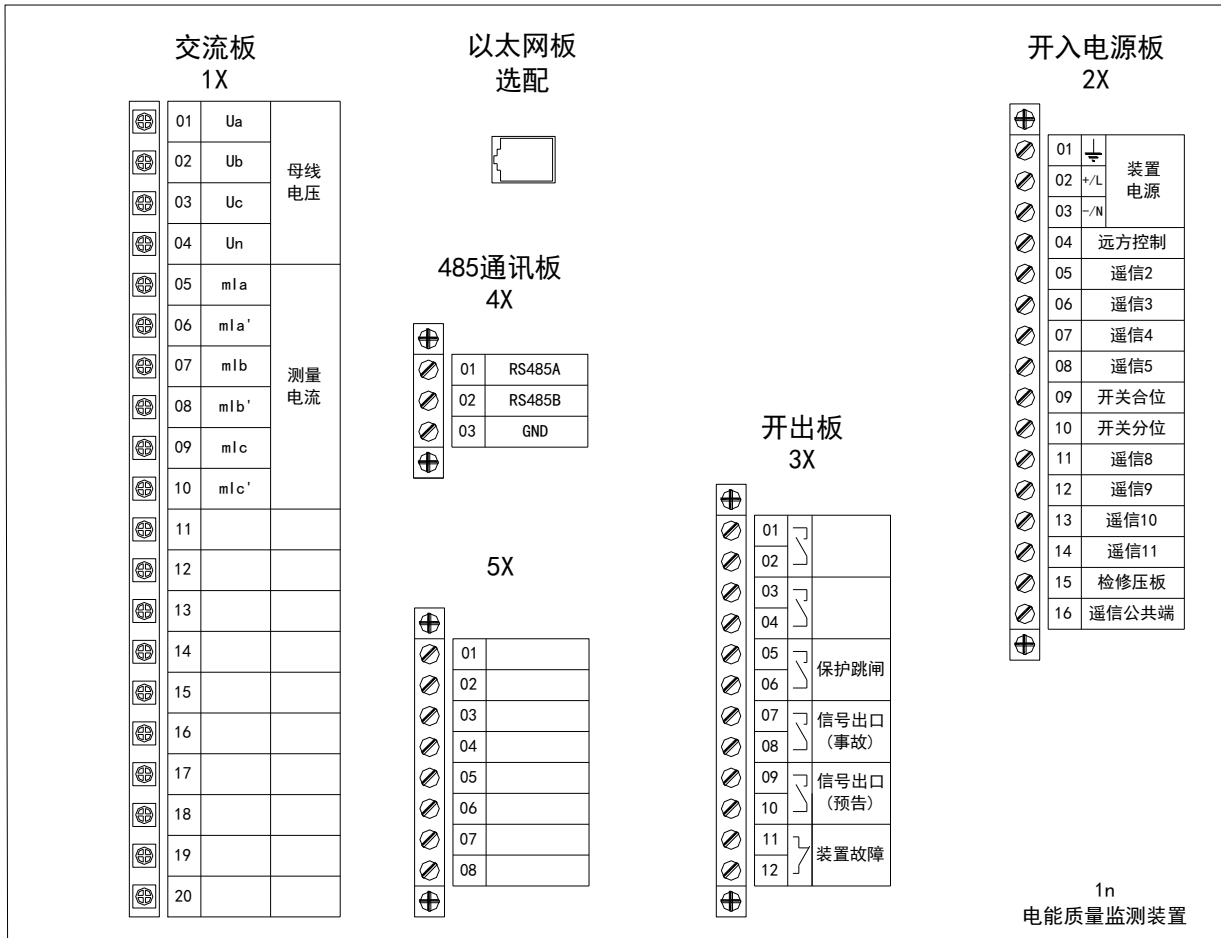 交流板
1X
01 Ua
02 Ub
03 Uc
04 Un
母线
电压
05 mIa
06 mIa'
07 mIb
08 mIb'
09 mIc
10 mIc'
测量
电流
11
12
13
14
15
16
17
18
19
20
以太网板
选配
485通讯板
4X
01 RS485A
02 RS485B
03 GND
5X
01
02
03
04
05
06
07
08
开出板
3X
01
02
03
04
05
06
保护跳闸
07
08
信号出口
(事故)
09
10
信号出口
(预告)
11
12
装置故障
开入电源板
2X
01
02 +/L
03 -/N
装置
电源
04 远方控制
05 遥信2
06 遥信3
07 遥信4
08 遥信5
09 开关合位
10 开关分位
11 遥信8
12 遥信9
13 遥信10
14 遥信11
15 检修压板
16 遥信公共端
1n
电能质量监测装置